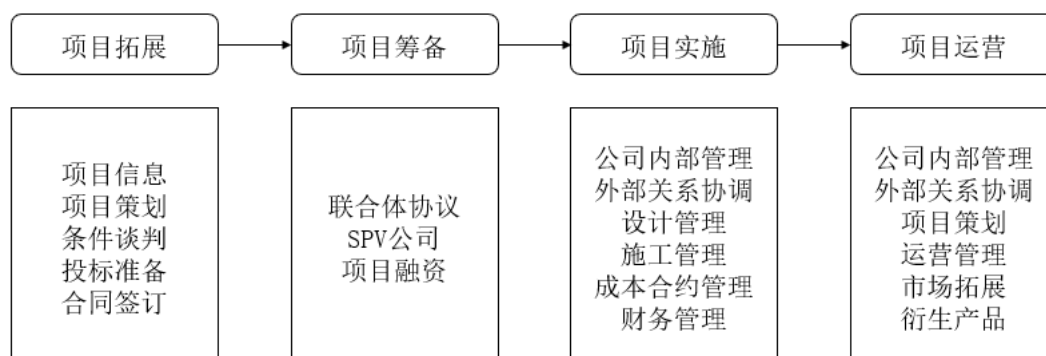 项目拓展
项目筹备
项目实施
项目运营
项目信息
项目策划
条件谈判
投标准备
合同签订
联合体协议
SPV公司
项目融资
公司内部管理
外部关系协调
设计管理
施工管理
成本合约管理
财务管理
公司内部管理
外部关系协调
项目策划
运营管理
市场拓展
衍生产品